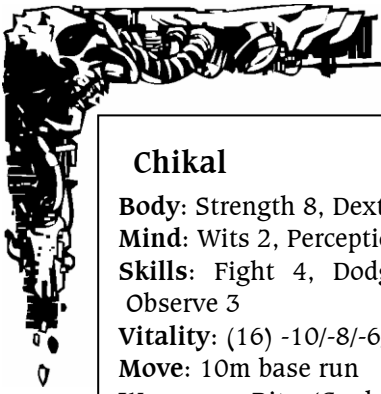 Chikal
Body: Strength 8, Dext
Mind: Wits 2, Perceptio
Skills: Fight 4, Dodg
Observe 3
Vitality: (16) -10/-8/-6
Move: 10m base run